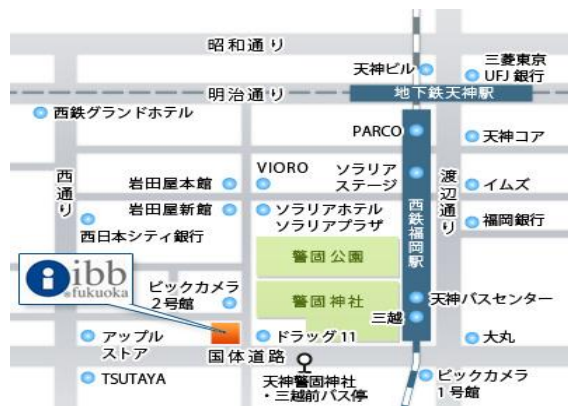 昭和通り
天神ビル
三菱東京
UFJ 銀行
明治通り
地下鉄天神駅
西鉄グランドホテル
PARCO
天神コア
西通り
岩田屋本館
VIORO
ソラリア
ステージ
渡辺通り
イムズ
岩田屋新館
ソラリアホテル
ソラリアプラザ
西鉄福岡駅
福岡銀行
西日本シティ銀行
警固公園
ibb
fukuoka
ビックカメラ
2号館
警固神社
天神バスセンター
三越
アップル
ストア
国体道路
ドラッグ11
大丸
TSUTAYA
天神警固神社
・三越前バス停
ビックカメラ
1号館